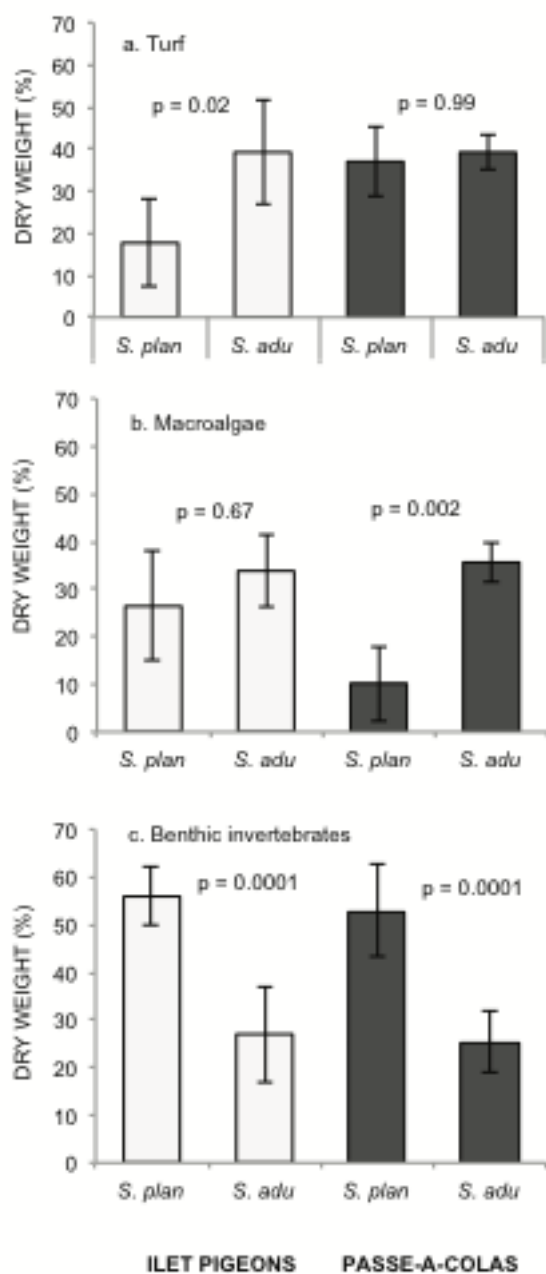 a. Turf
p = 0.02 p = 0.99
DRY WEIGHT (%)
70
60
50
40
30
20
10
0
S. plan S. adu S. plan S. adu
b. Macroalgae
p = 0.67 p = 0.002
DRY WEIGHT (%)
70
60
50
40
30
20
10
0
S. plan S. adu S. plan S. adu
c. Benthic invertebrates
p = 0.0001 p = 0.0001
DRY WEIGHT (%)
70
60
50
40
30
20
10
0
S. plan S. adu S. plan S. adu
ILET PIGEONS PASSE-A-COLAS